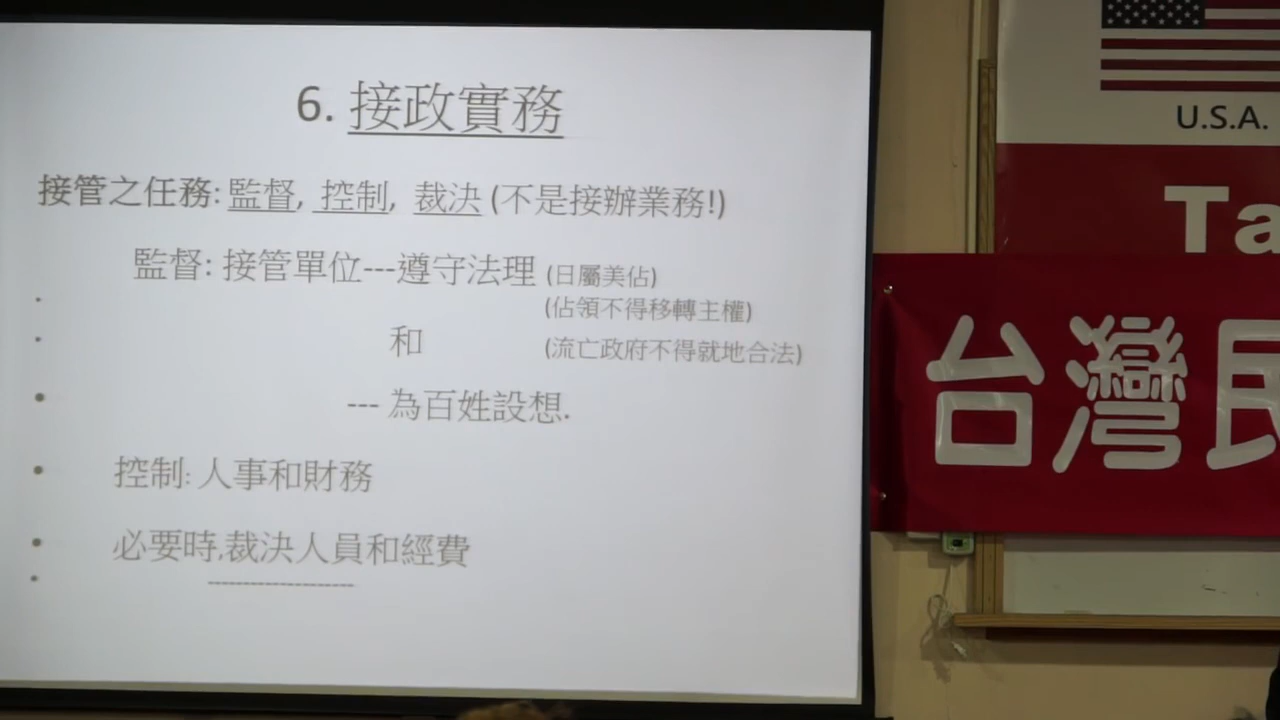 6. 接政實務
接管之任務: 監督, 控制, 裁決 (不是接辦業務!)
監督: 接管單位---遵守法理 (日屬美佔)
(佔領不得移轉主權)
和 (流亡政府不得就地合法)
--- 為百姓設想.
控制: 人事和財務
必要時,裁決人員和經費
--------------------
U.S.A.
Ta
台灣民